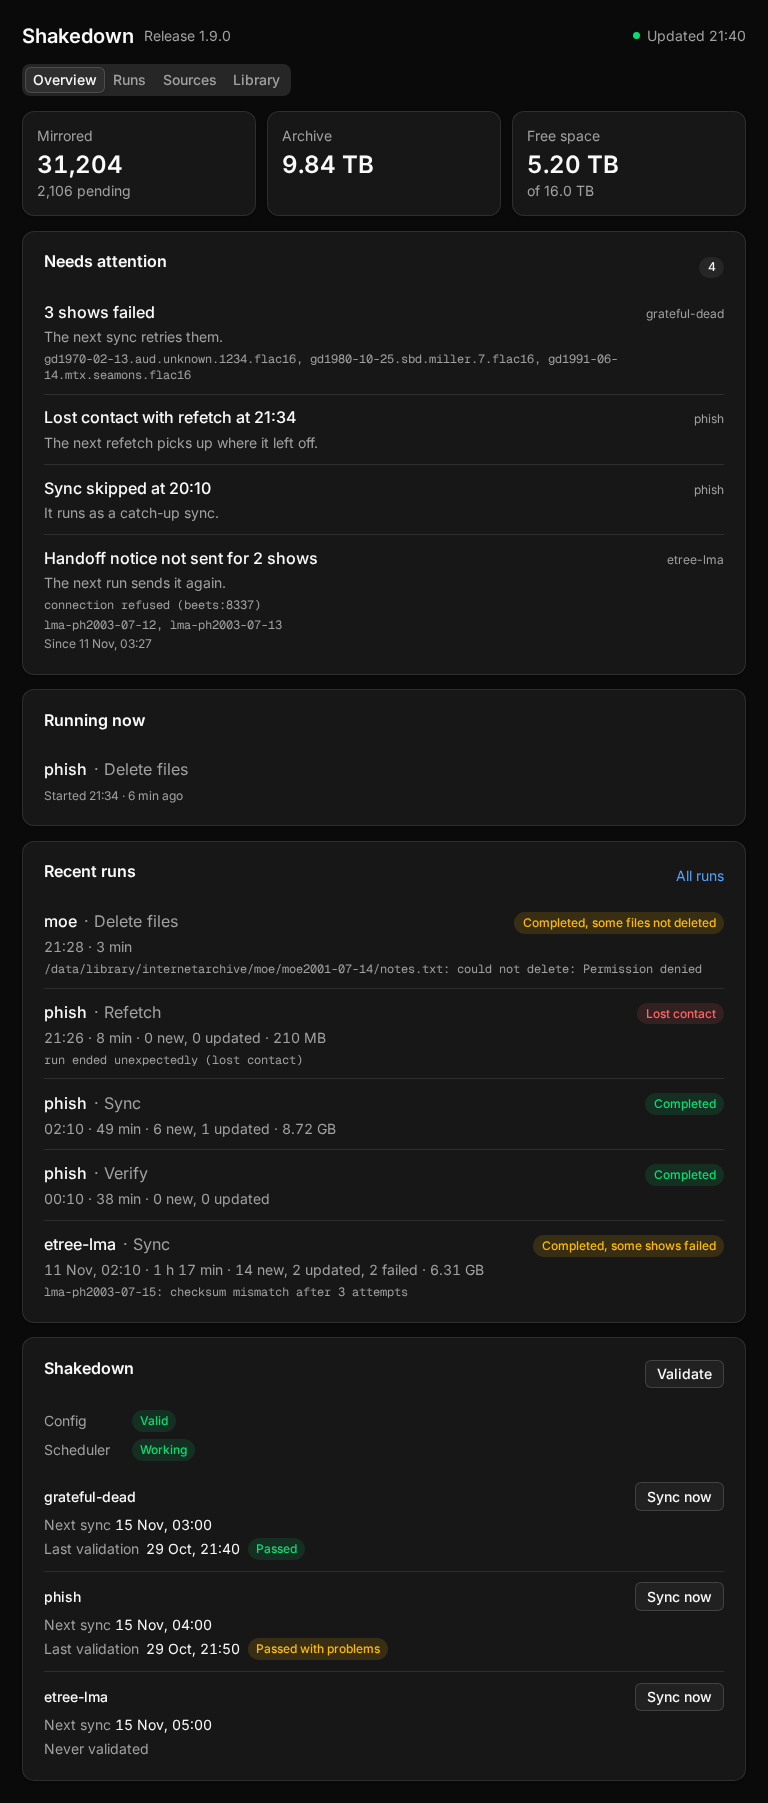 Shakedown Release 1.9.0
Updated 21:40
Overview Runs Sources Library
Mirrored
31,204
2,106 pending
Archive
9.84 TB
Free space
5.20 TB
of 16.0 TB
Needs attention
4
3 shows failed
grateful-dead
The next sync retries them.
gd1970-02-13.aud.unknown.1234.flac16, gd1980-10-25.sbd.miller.7.flac16, gd1991-06-
14.mtx.seamons.flac16
Lost contact with refetch at 21:34
phish
The next refetch picks up where it left off.
Sync skipped at 20:10
phish
It runs as a catch-up sync.
Handoff notice not sent for 2 shows
etree-lma
The next run sends it again.
connection refused (beets:8337)
lma-ph2003-07-12, lma-ph2003-07-13
Since 11 Nov, 03:27
Running now
phish · Delete files
Started 21:34 · 6 min ago
Recent runs
All runs
moe · Delete files
Completed, some files not deleted
21:28 · 3 min
/data/library/internetarchive/moe/moe2001-07-14/notes.txt: could not delete: Permission denied
phish · Refetch
Lost contact
21:26 · 8 min · 0 new, 0 updated · 210 MB
run ended unexpectedly (lost contact)
phish · Sync
Completed
02:10 · 49 min · 6 new, 1 updated · 8.72 GB
phish · Verify
Completed
00:10 · 38 min · 0 new, 0 updated
etree-lma · Sync
Completed, some shows failed
11 Nov, 02:10 · 1 h 17 min · 14 new, 2 updated, 2 failed · 6.31 GB
lma-ph2003-07-15: checksum mismatch after 3 attempts
Shakedown
Validate
Config Valid
Scheduler Working
grateful-dead
Sync now
Next sync 15 Nov, 03:00
Last validation 29 Oct, 21:40 Passed
phish
Sync now
Next sync 15 Nov, 04:00
Last validation 29 Oct, 21:50 Passed with problems
etree-lma
Sync now
Next sync 15 Nov, 05:00
Never validated